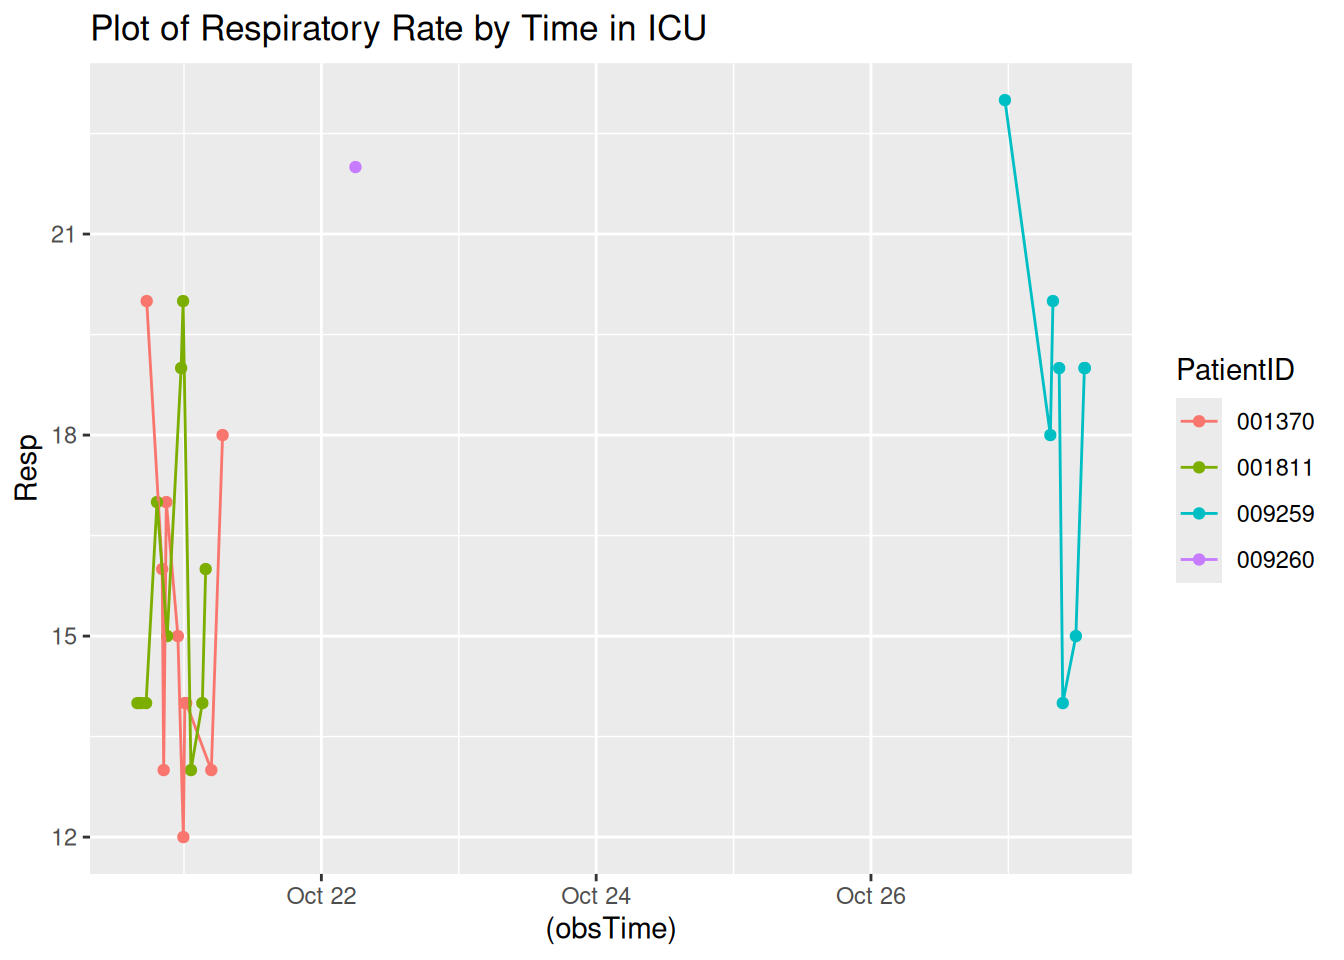 Plot of Respiratory Rate by Time in ICU
21
18
15
12
Resp
Oct 22
Oct 24
Oct 26
(obsTime)
PatientID
001370
001811
009259
009260